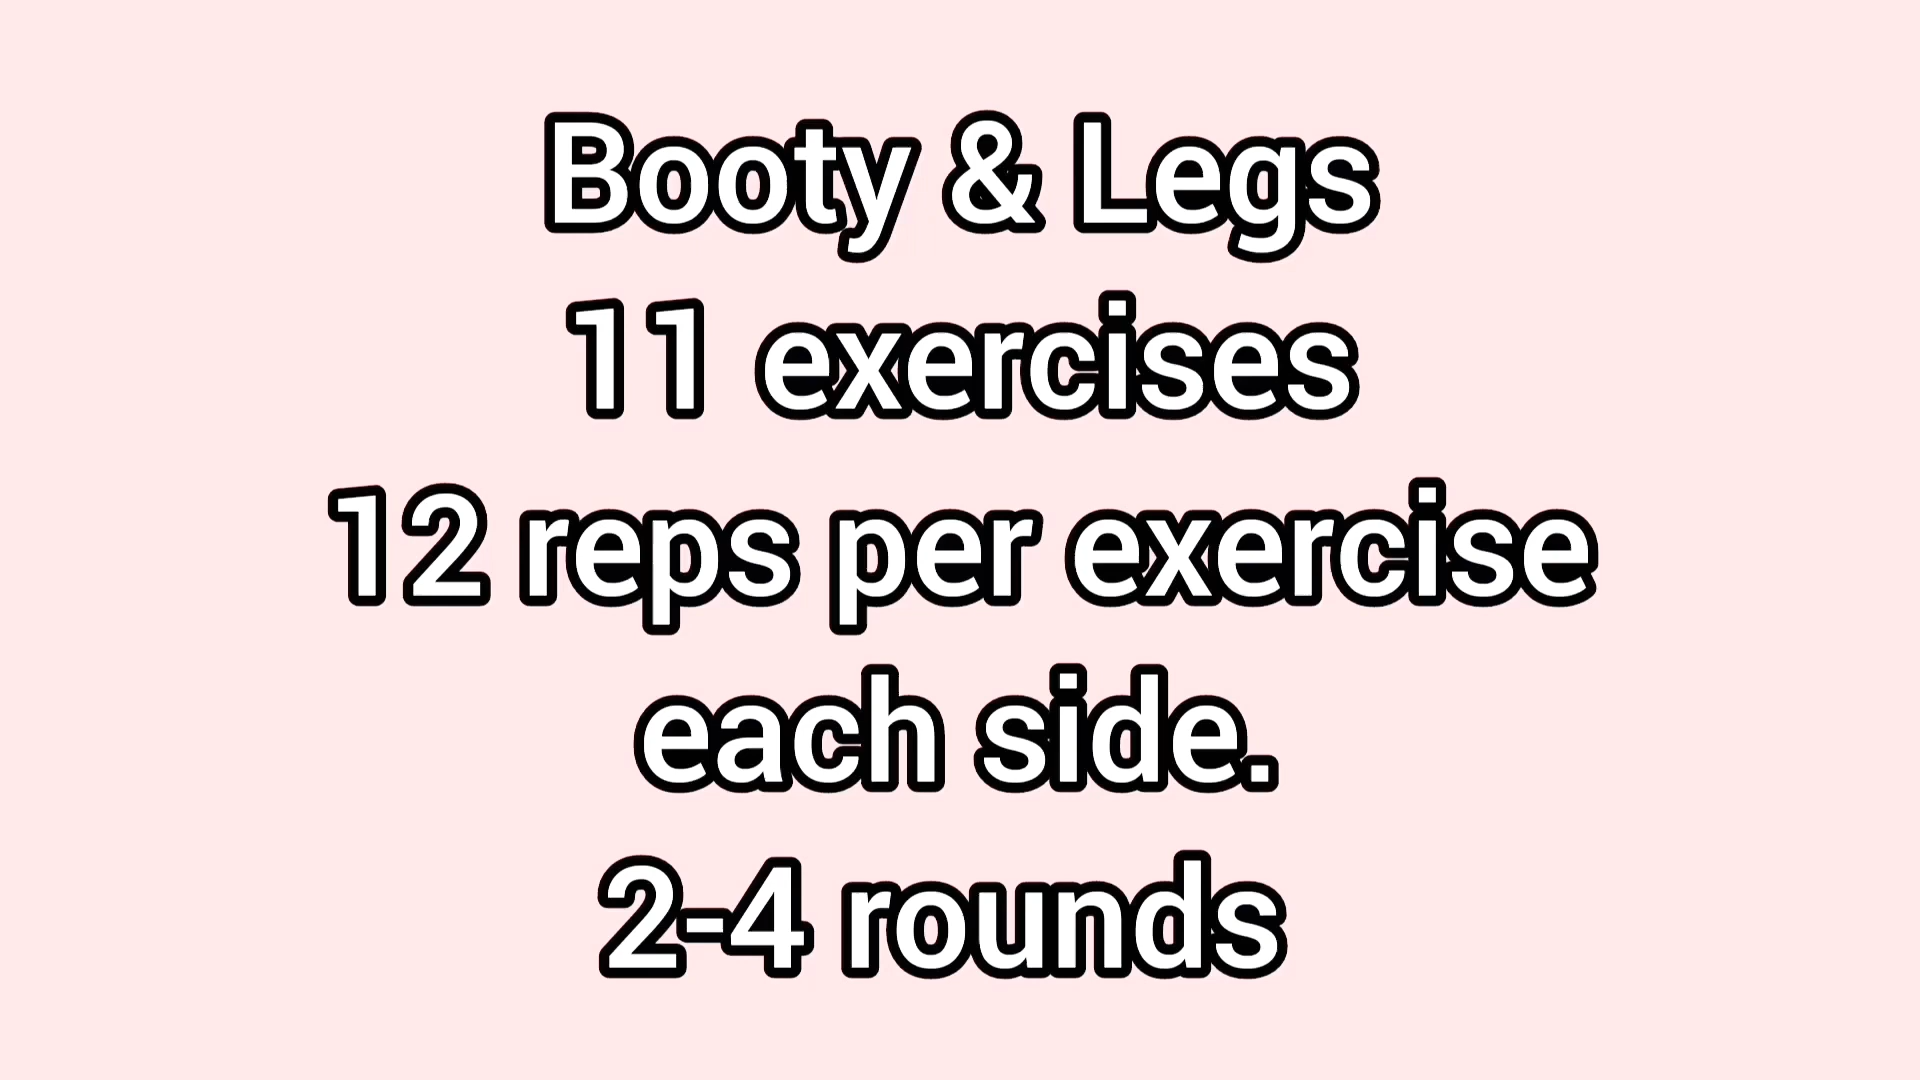 Booty & Legs
11 exercises
12 reps per exercise
each side.
2-4 rounds